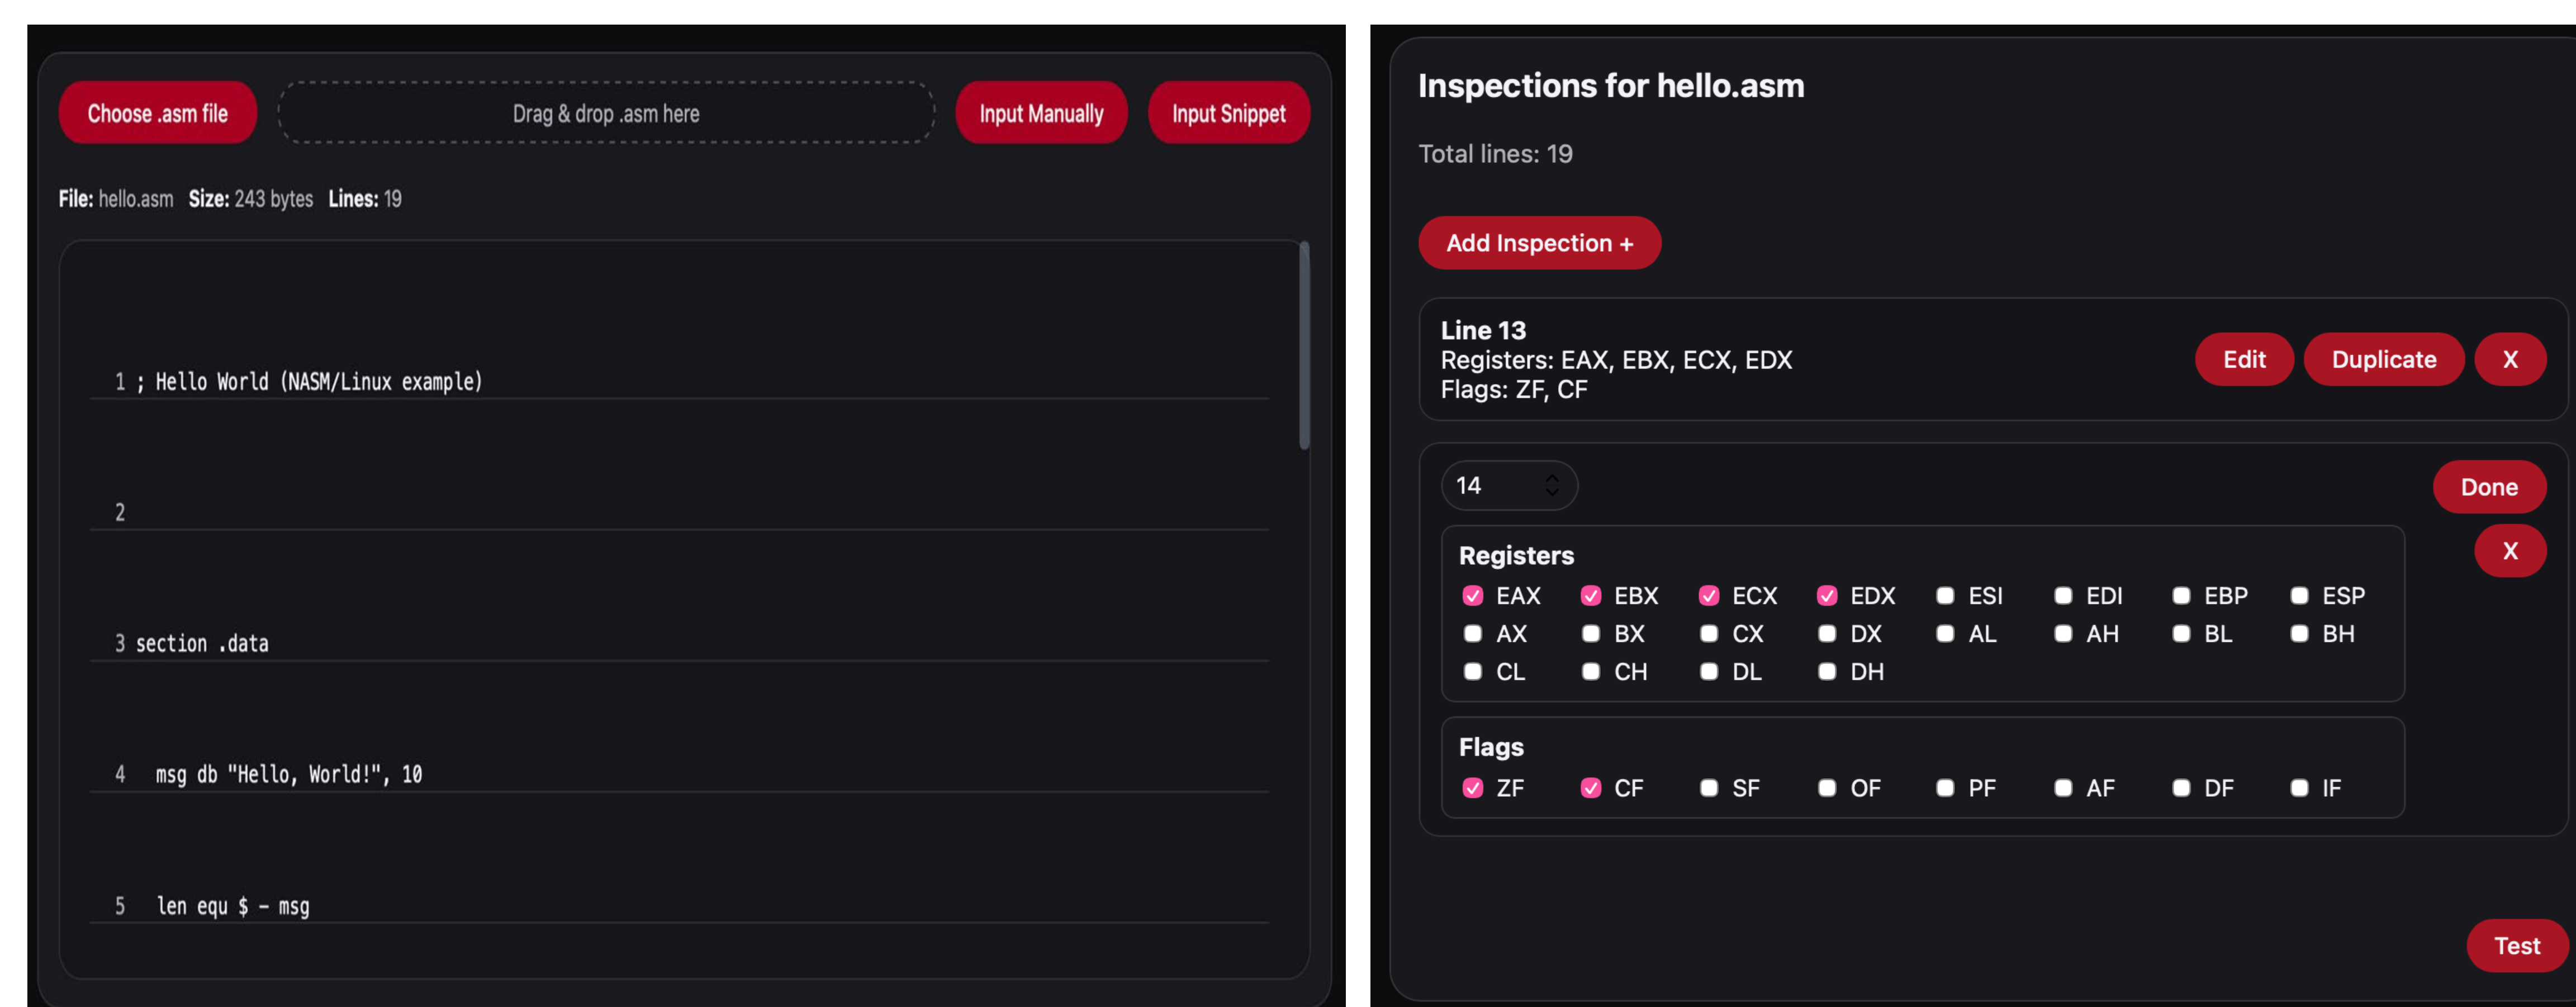 Choose .asm file
Drag & drop .asm here
Input Manually
Input Snippet
File: hello.asm Size: 243 bytes Lines: 19
1 ; Hello World (NASM/Linux example)
2
3 section .data
4 msg db "Hello, World!", 10
5 len equ $ - msg
Inspections for hello.asm
Total lines: 19
Add Inspection +
Line 13
Registers: EAX, EBX, ECX, EDX
Flags: ZF, CF
Edit
Duplicate
X
14
Done
X
Registers
EAX EBX ECX EDX ESI EDI EBP ESP
AX BX CX DX AL AH BL BH
CL CH DL DH
Flags
ZF CF SF OF PF AF DF IF
Test